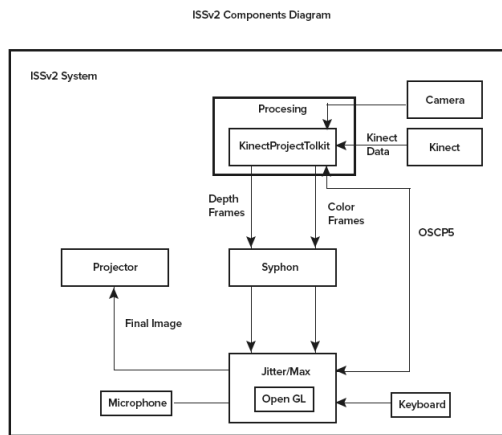 ISSv2 Components Diagram
ISSv2 System
Procesing
Camera
KinectProjectTolkit
Kinect
Data
Kinect
Depth
Frames
Color
Frames
OSCP5
Projector
Syphon
Final Image
Jitter/Max
Microphone
Open GL
Keyboard